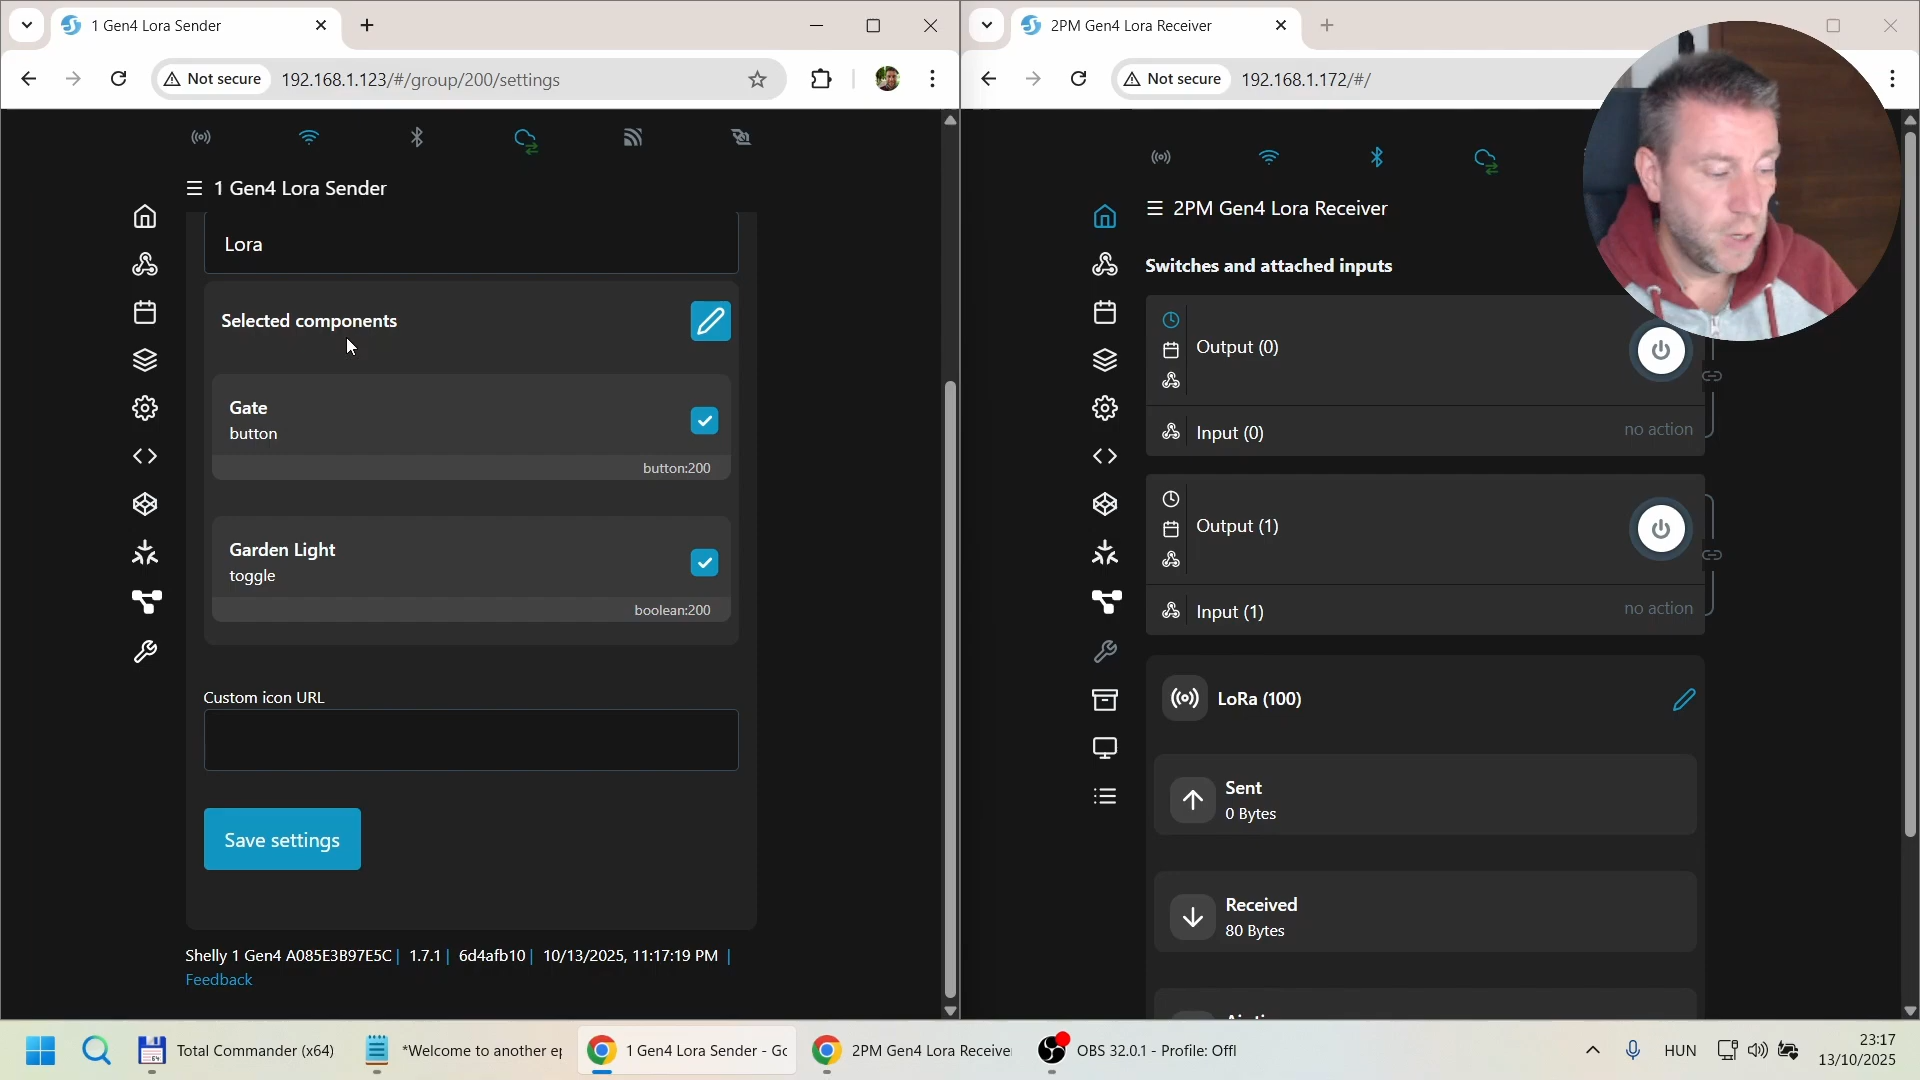 1 Gen4 Lora Sender
2PM Gen4 Lora Receiver
Not secure
192.168.1.123/#/group/200/settings
Not secure
192.168.1.172/#/
1 Gen4 Lora Sender
Lora
Selected components
Gate
button
button:200
Garden Light
toggle
boolean:200
Custom icon URL
Save settings
Shelly 1 Gen4 A085E3B97E5C | 1.7.1 | 6d4afb10 | 10/13/2025, 11:17:19 PM |
Feedback
2PM Gen4 Lora Receiver
Switches and attached inputs
Output (0)
Input (0)
no action
Output (1)
Input (1)
no action
LoRa (100)
Sent
0 Bytes
Received
80 Bytes
Total Commander (x64)
*Welcome to another ep
1 Gen4 Lora Sender - Go
2PM Gen4 Lora Receive
OBS 32.0.1 - Profile: Offl
HUN
23:17
13/10/2025